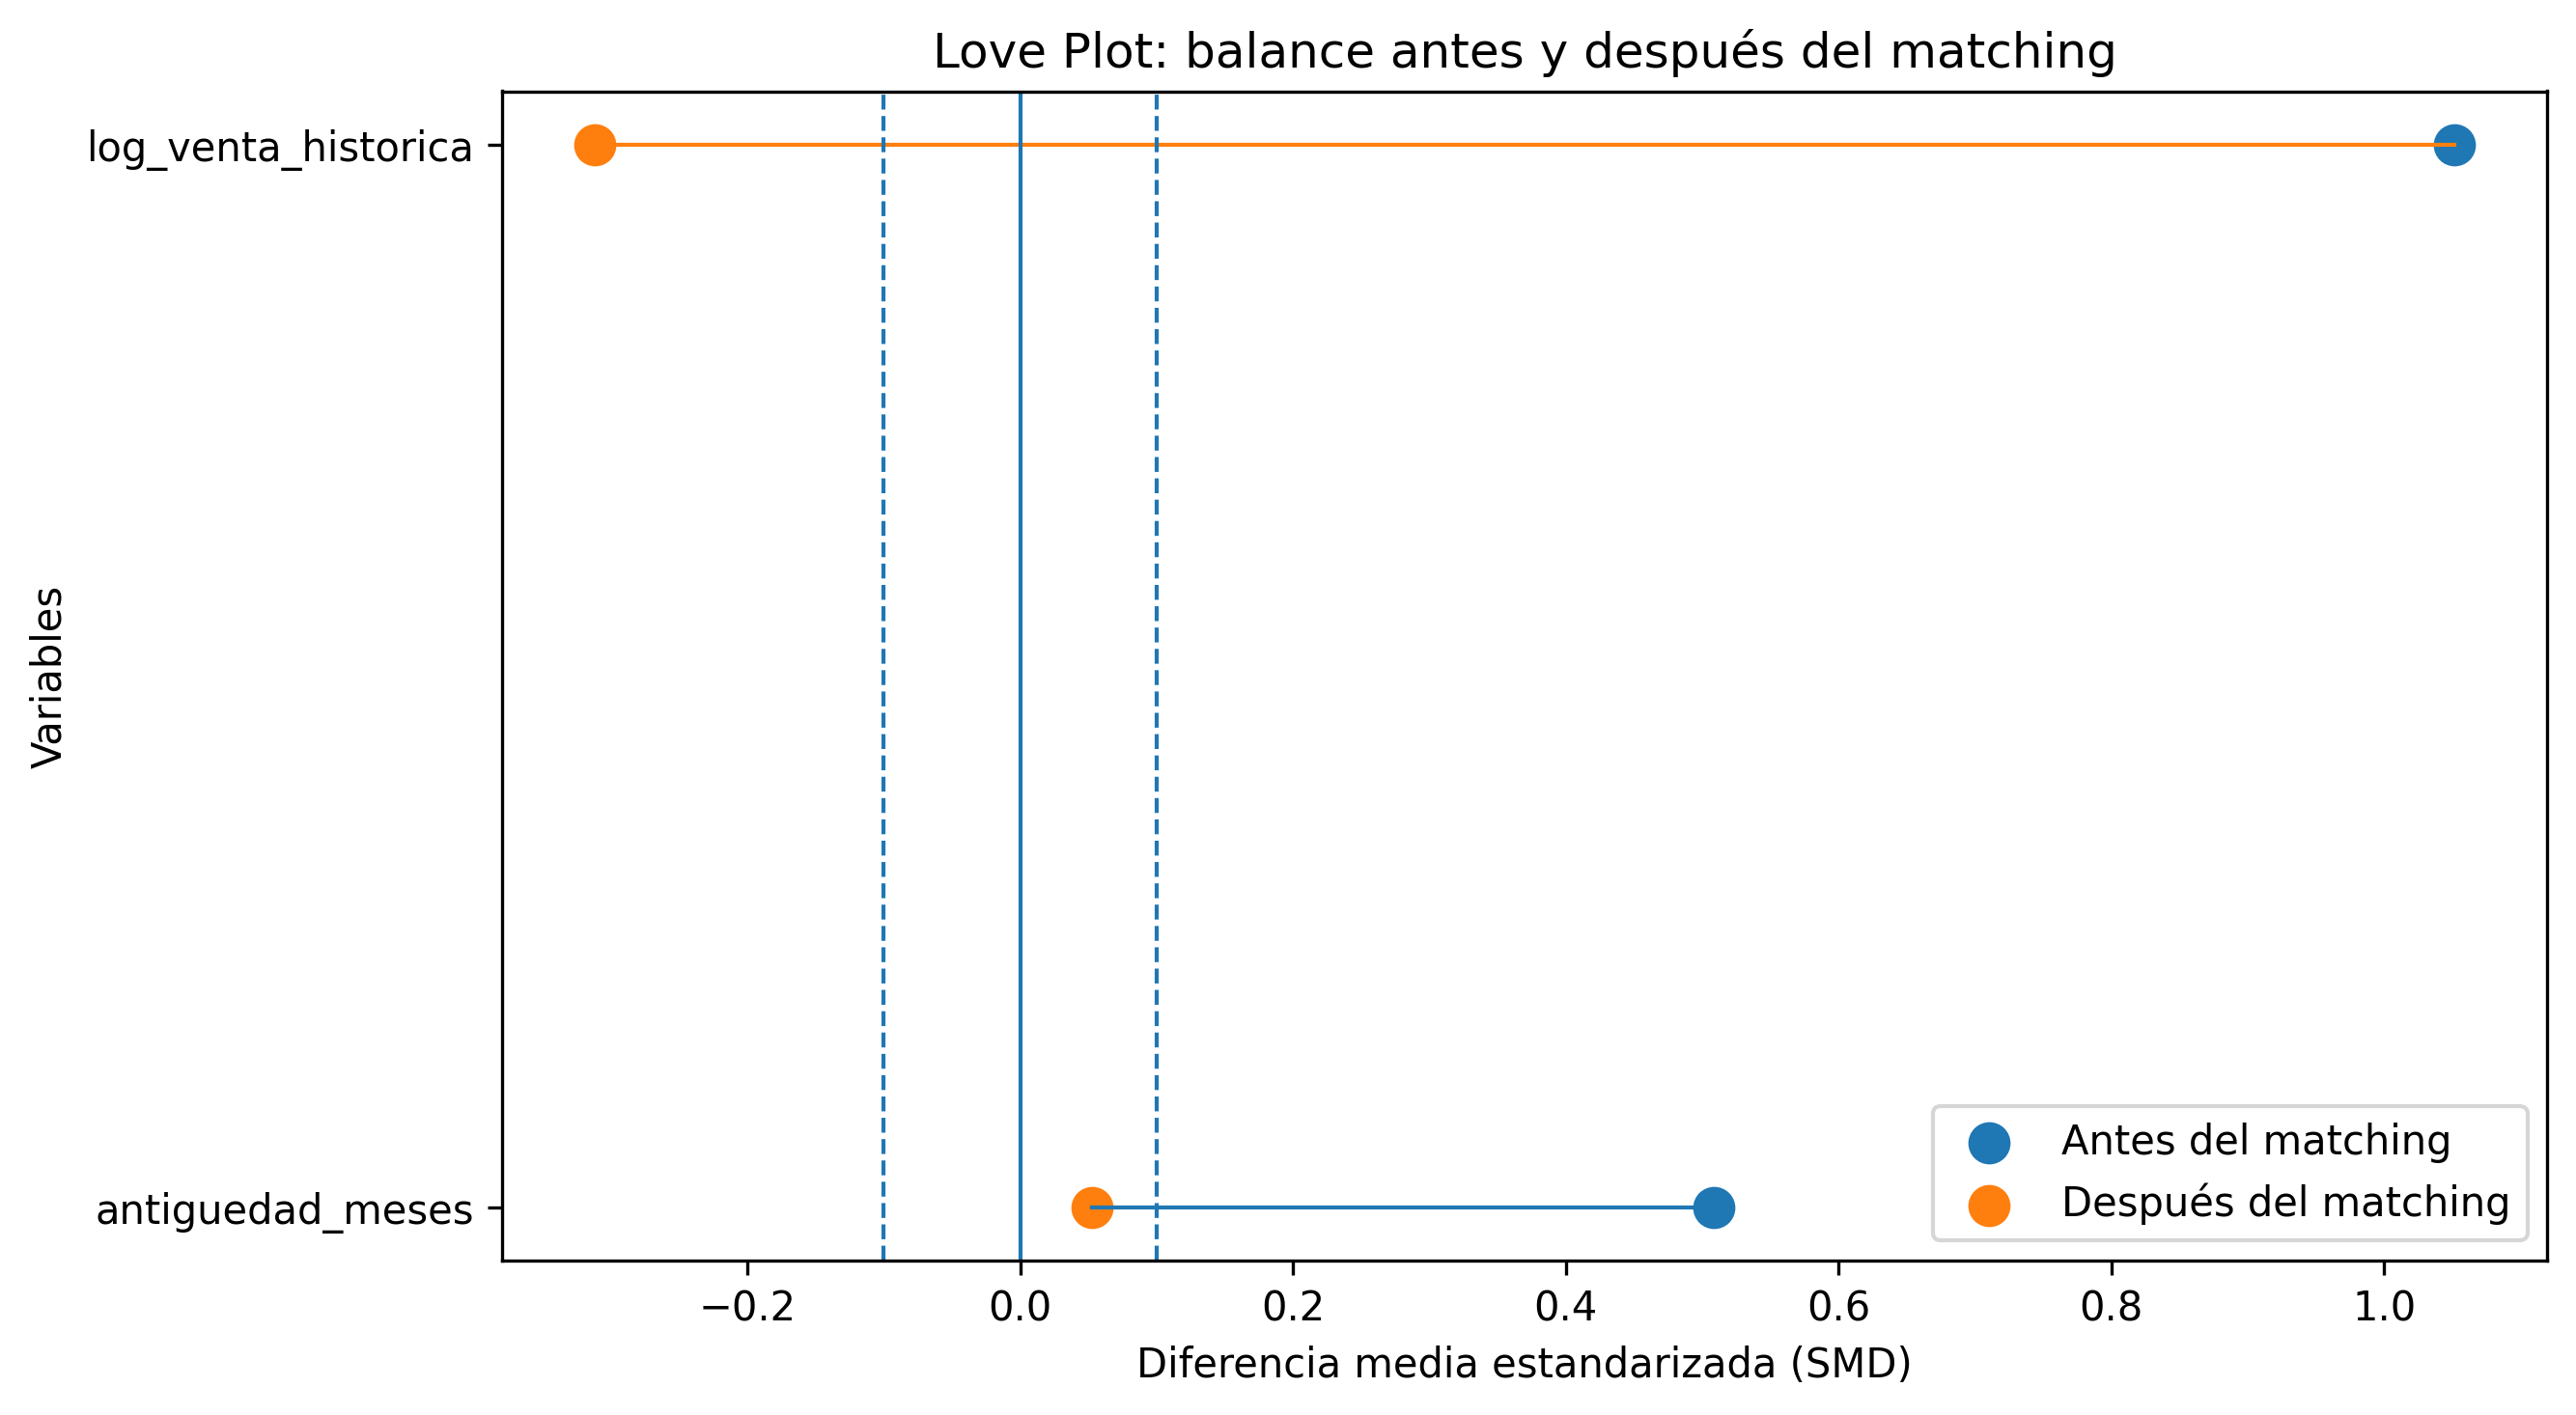 Love Plot: balance antes y después del matching
log_venta_historica
Variables
antiguedad_meses
Antes del matching
Después del matching
−0.2 0.0 0.2 0.4 0.6 0.8 1.0
Diferencia media estandarizada (SMD)